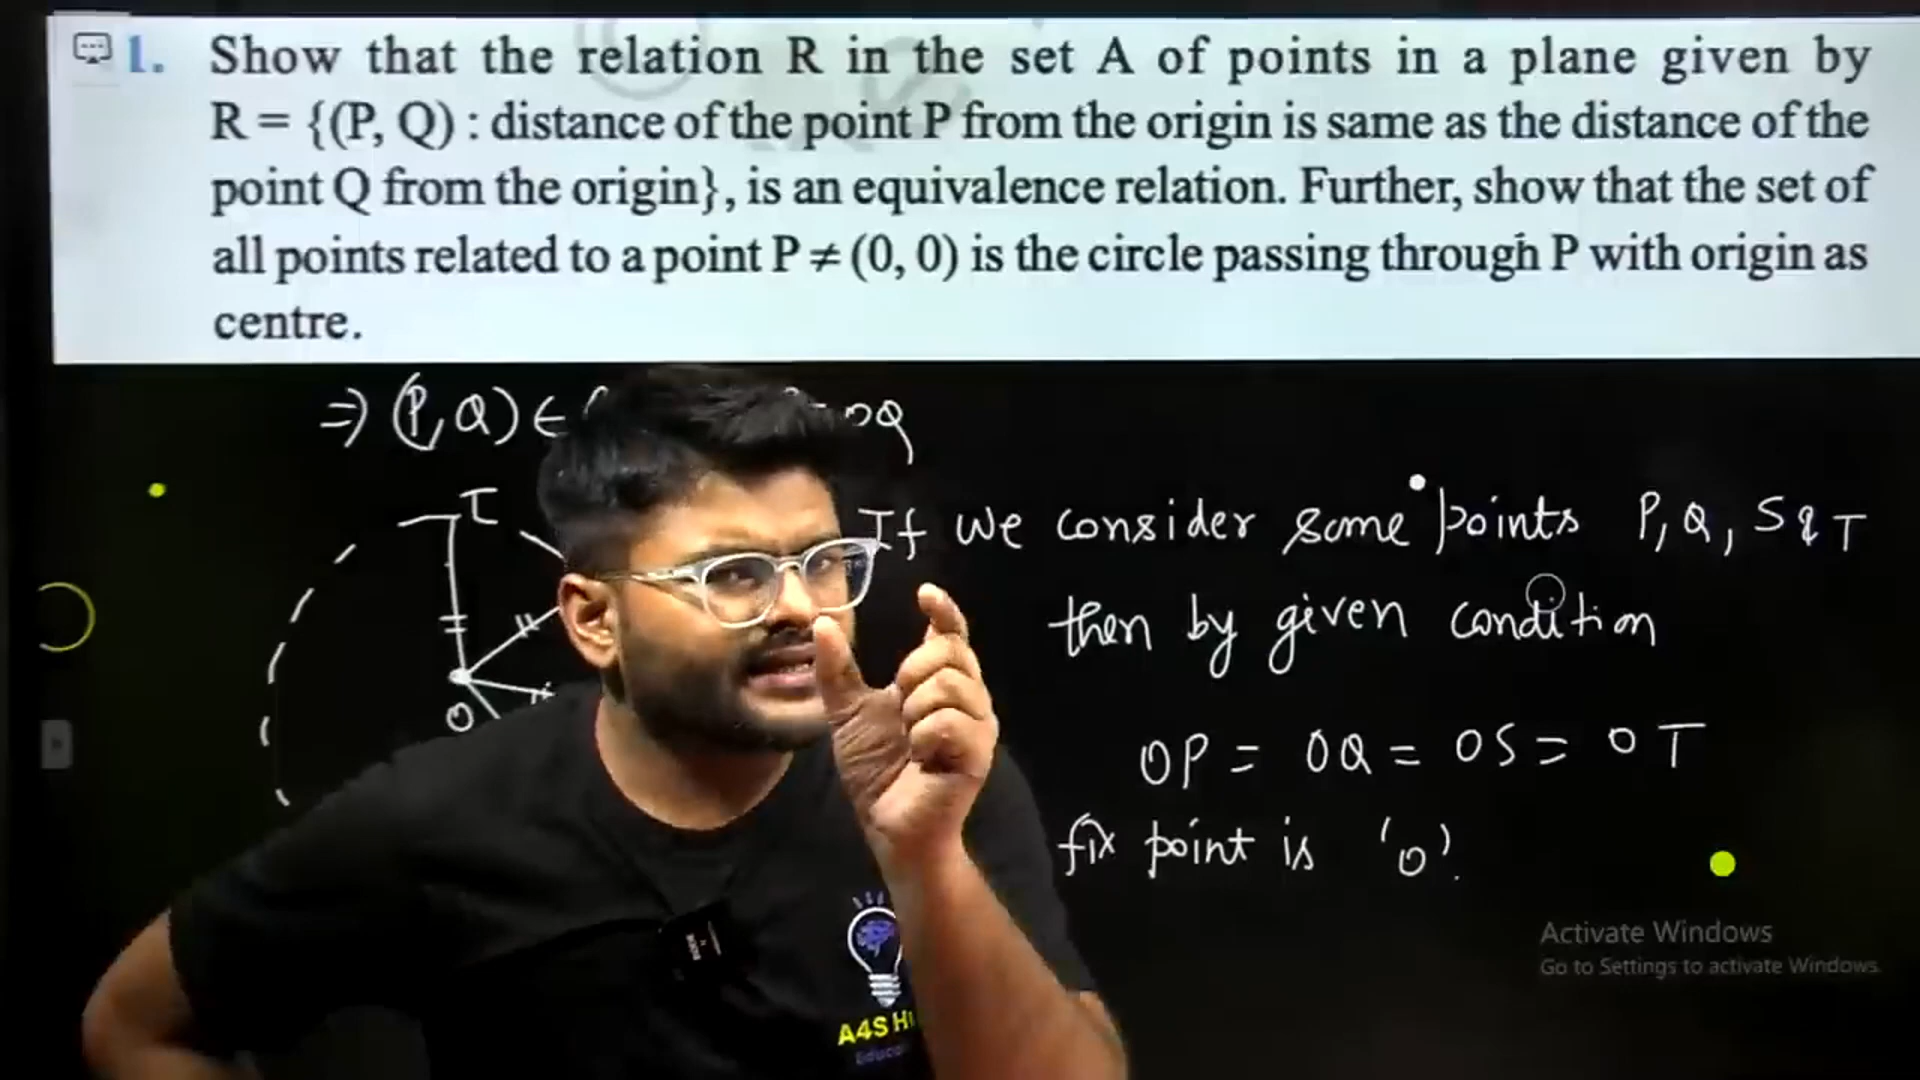 1. Show that the relation R in the set A of points in a plane given by
R = {(P, Q) : distance of the point P from the origin is same as the distance of the
point Q from the origin}, is an equivalence relation. Further, show that the set of
all points related to a point P ≠ (0, 0) is the circle passing through P with origin as
centre.
⇒ (P, Q) ∈ OQ
T
If we consider some points P, Q, S & T
then by given condition
OP = OQ = OS = OT
O
fix point is 'O'.
Activate Windows
Go to Settings to activate Windows.
A4S